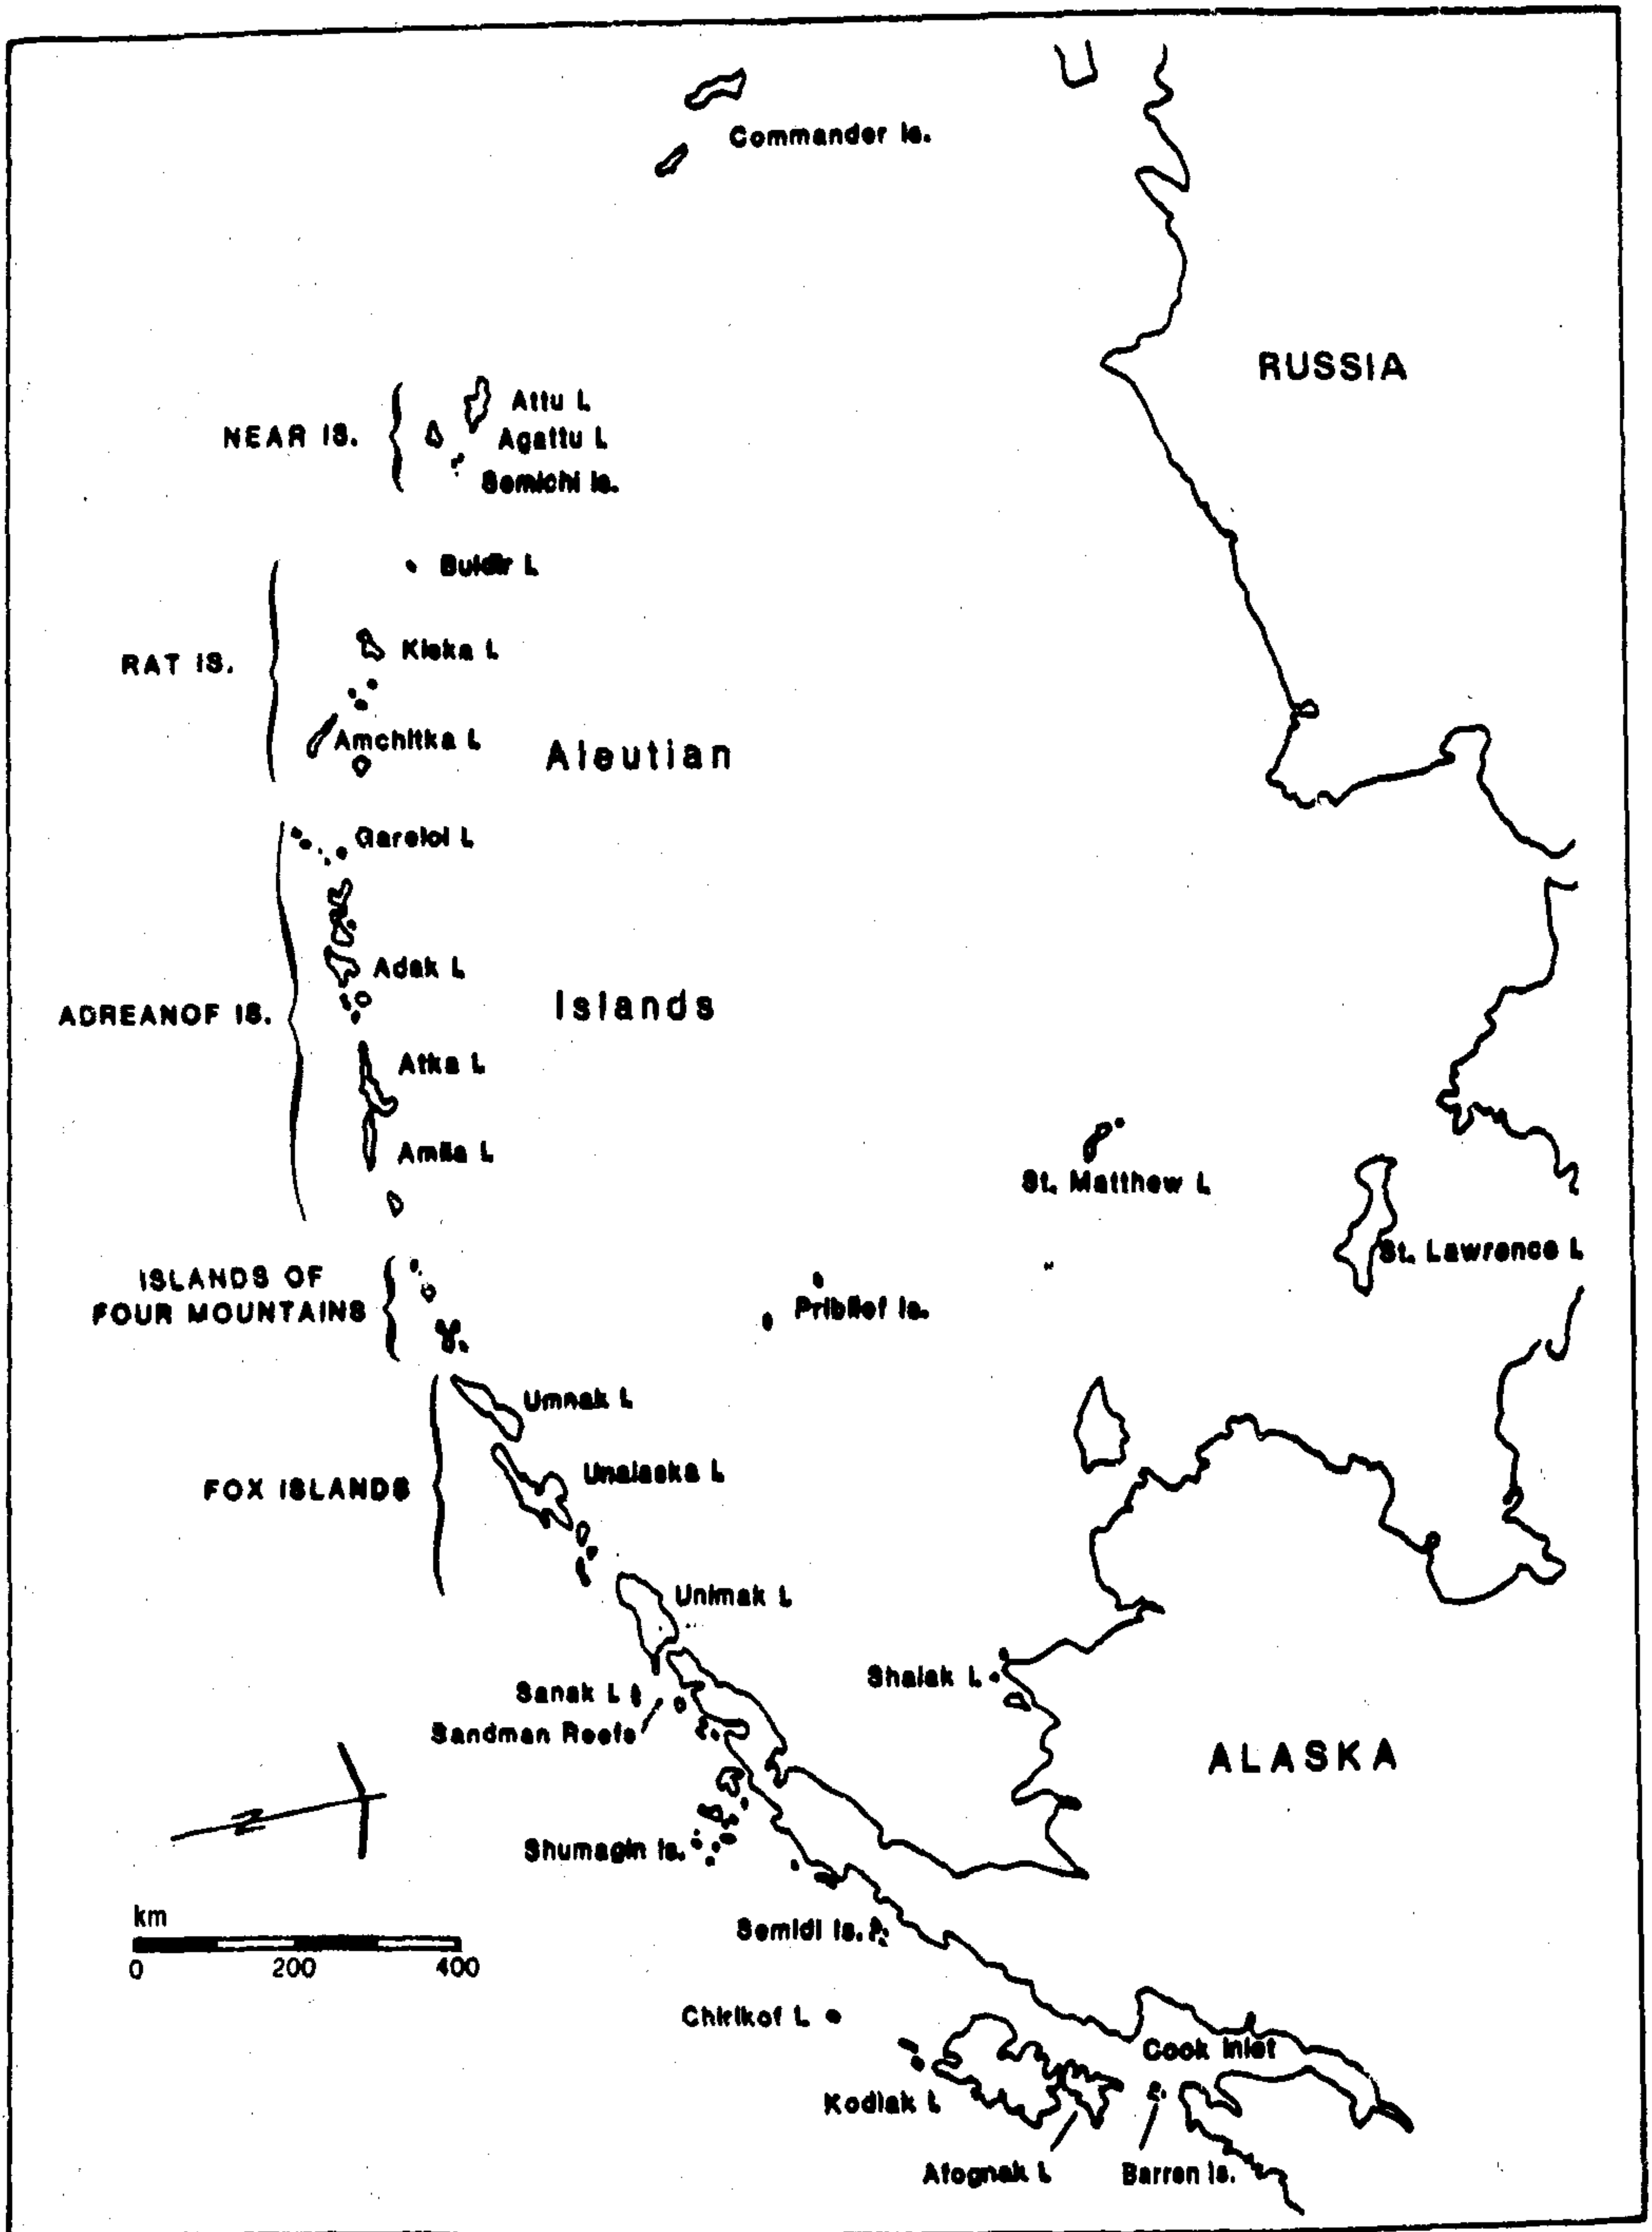 Commander Is.
RUSSIA
NEAR IS.
Attu I.
Agattu I.
Semichi Is.
Buldir I.
RAT IS.
Kiska I.
Amchitka I.
Aleutian
Gareloi I.
Adak I.
ADREANOF IS.
Islands
Atka I.
Amlia I.
St. Matthew I.
St. Lawrence I.
ISLANDS OF
FOUR MOUNTAINS
Pribilof Is.
Umnak I.
Unalaska I.
FOX ISLANDS
Unimak I.
Shaiak I.
Sanak I.
Sandman Reefs
ALASKA
N
Shumagin Is.
km
0 200 400
Semidi Is.
Chirikof I.
Cook Inlet
Kodiak I.
Afognak I.
Barren Is.